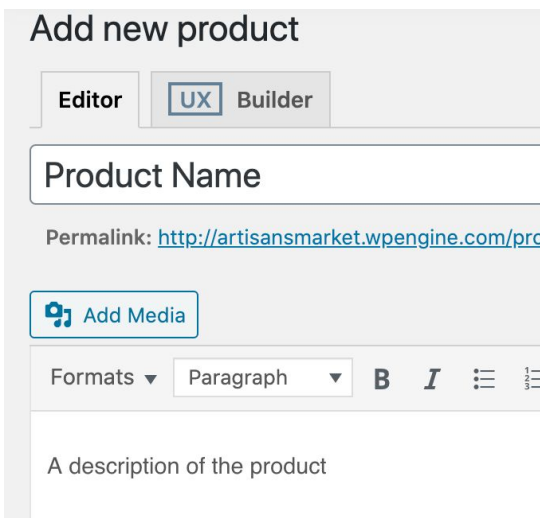 Add new product
Editor UX Builder
Product Name
Permalink: http://artisansmarket.wpengine.com/pro
Add Media
Formats Paragraph B I
A description of the product